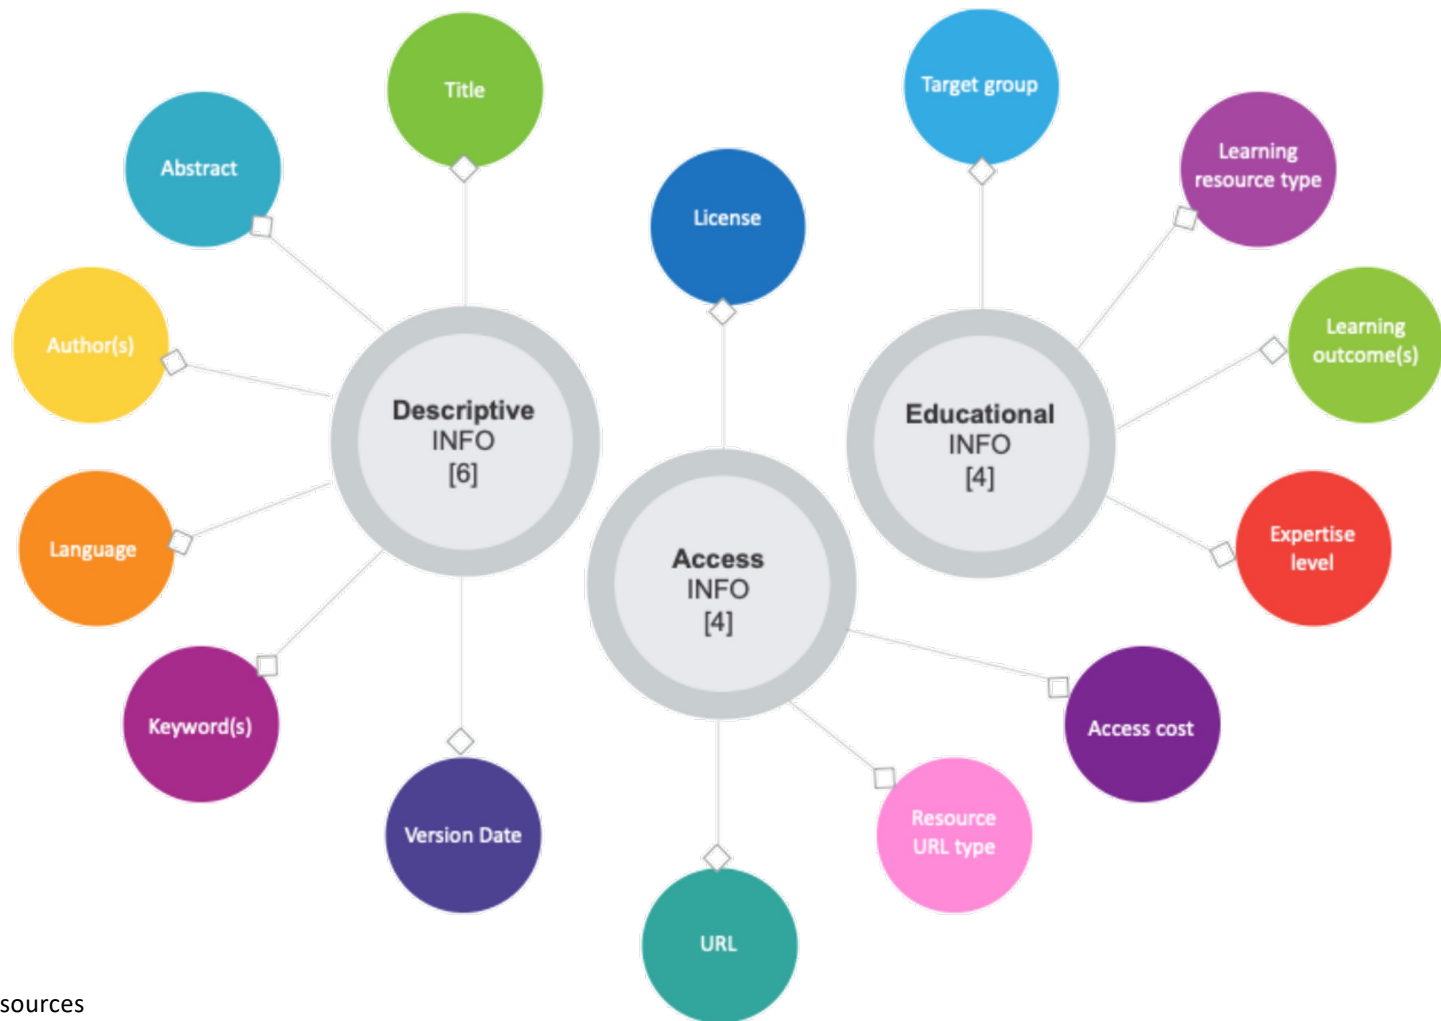 Title
Abstract
Author(s)
Language
Keyword(s)
Version Date
Descriptive
INFO
[6]
License
Access
INFO
[4]
URL
Resource
URL type
Access cost
Target group
Learning
resource type
Learning
outcome(s)
Expertise
level
Educational
INFO
[4]
sources